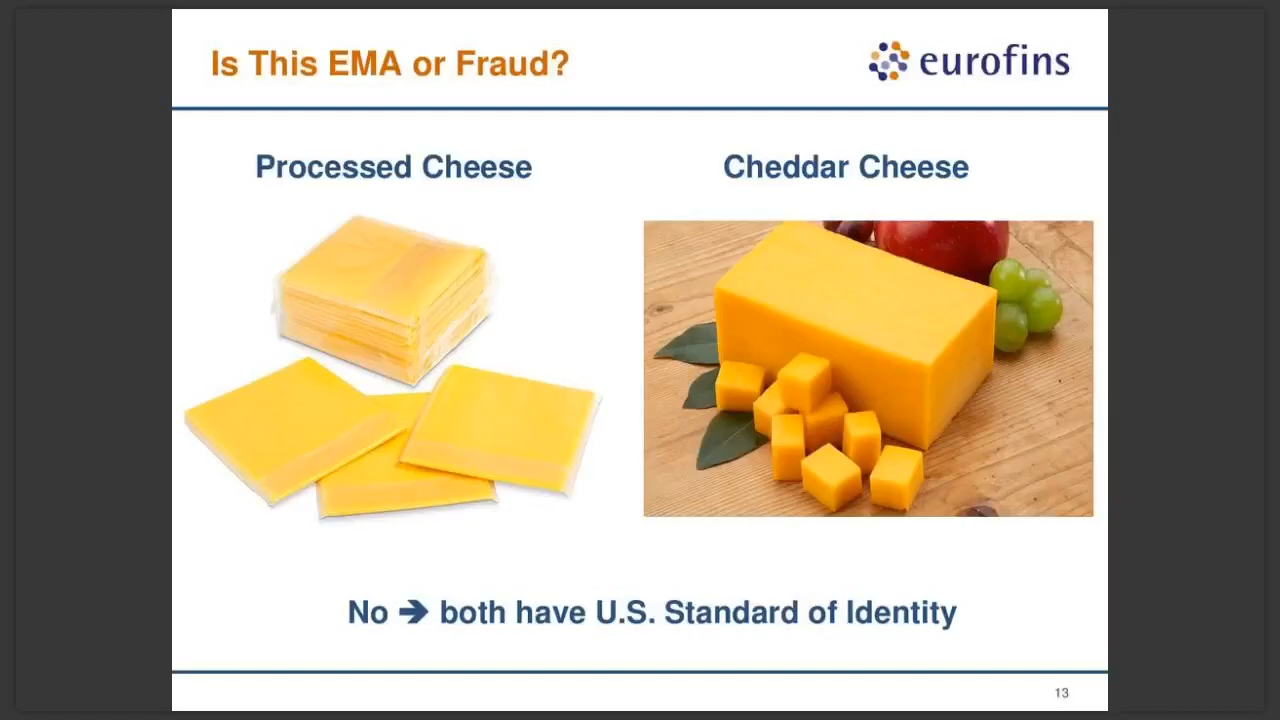 Is This EMA or Fraud?
eurofins
Processed Cheese
Cheddar Cheese
No ➔ both have U.S. Standard of Identity
13